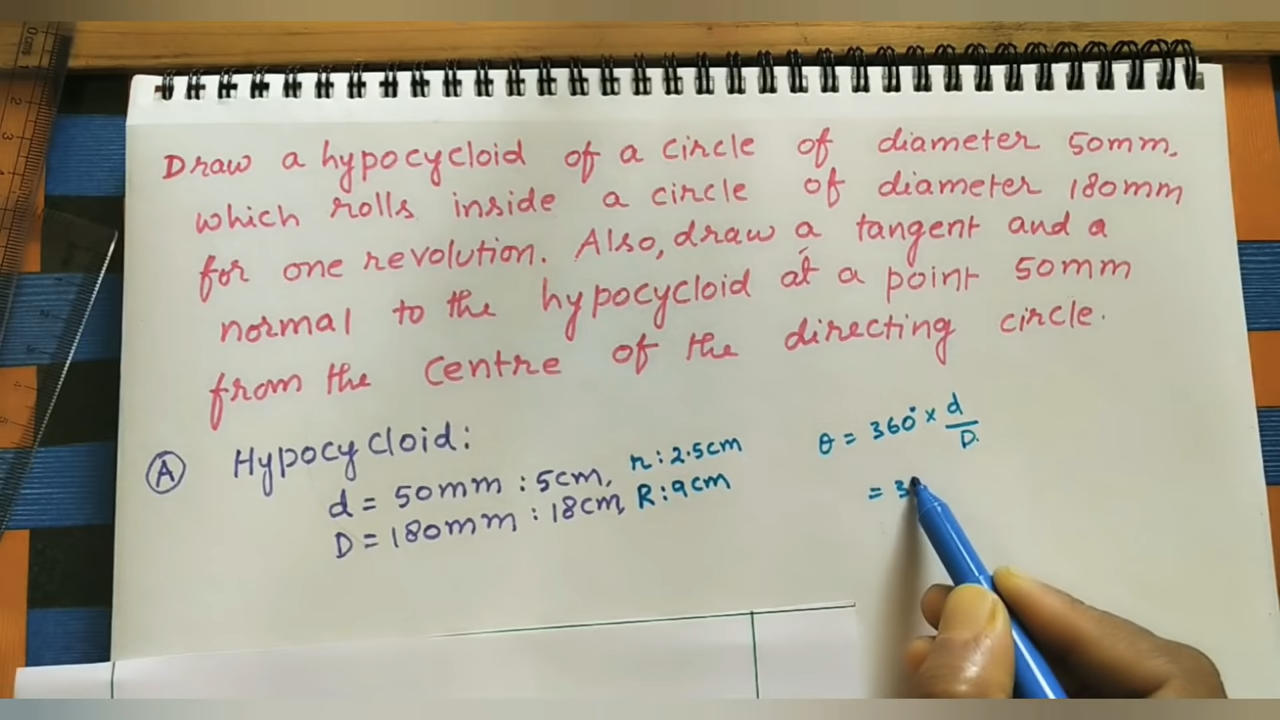 Draw a hypocycloid of a circle of diameter 50mm.
which rolls inside a circle of diameter 180mm
for one revolution. Also, draw a tangent and a
normal to the hypocycloid at a point 50mm
from the centre of the directing circle.
A Hypocycloid:
d = 50mm : 5cm, r : 2.5cm
D = 180mm : 18cm, R : 9cm
θ = 360° × d/D.
= 3